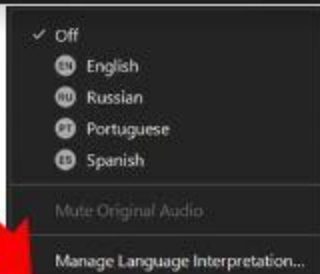 Off
EN English
RU Russian
PT Portuguese
ES Spanish
Mute Original Audio
Manage Language Interpretation...